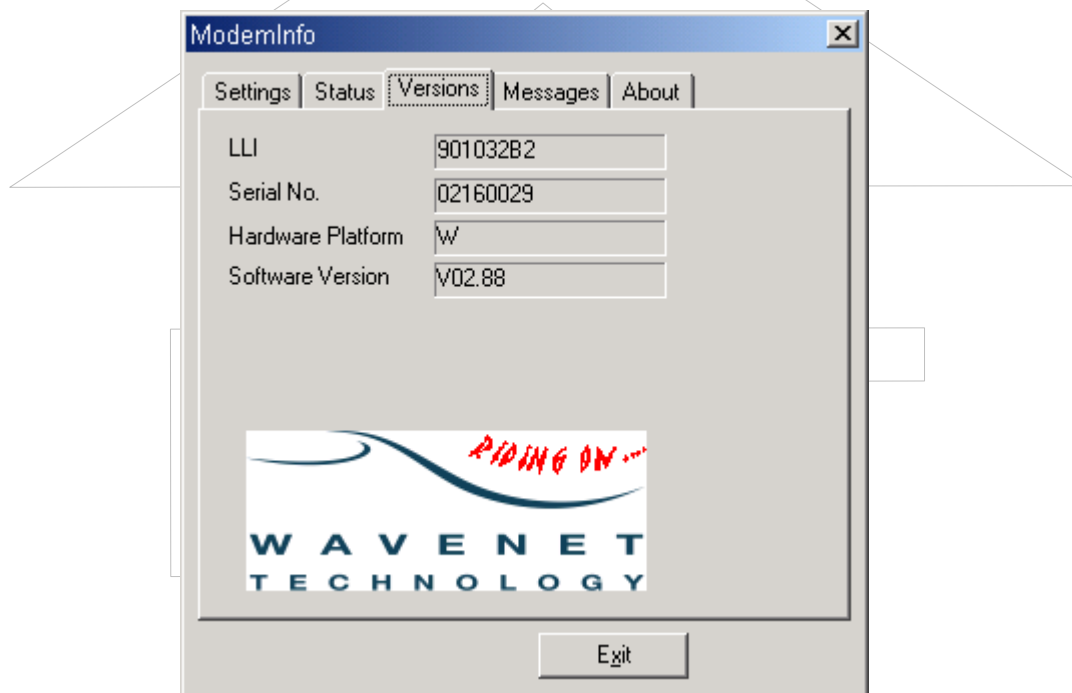 ModemInfo
Settings Status Versions Messages About
LLI 901032B2
Serial No. 02160029
Hardware Platform W
Software Version V02.88
RIDING ON ....
WAVENET
TECHNOLOGY
Exit